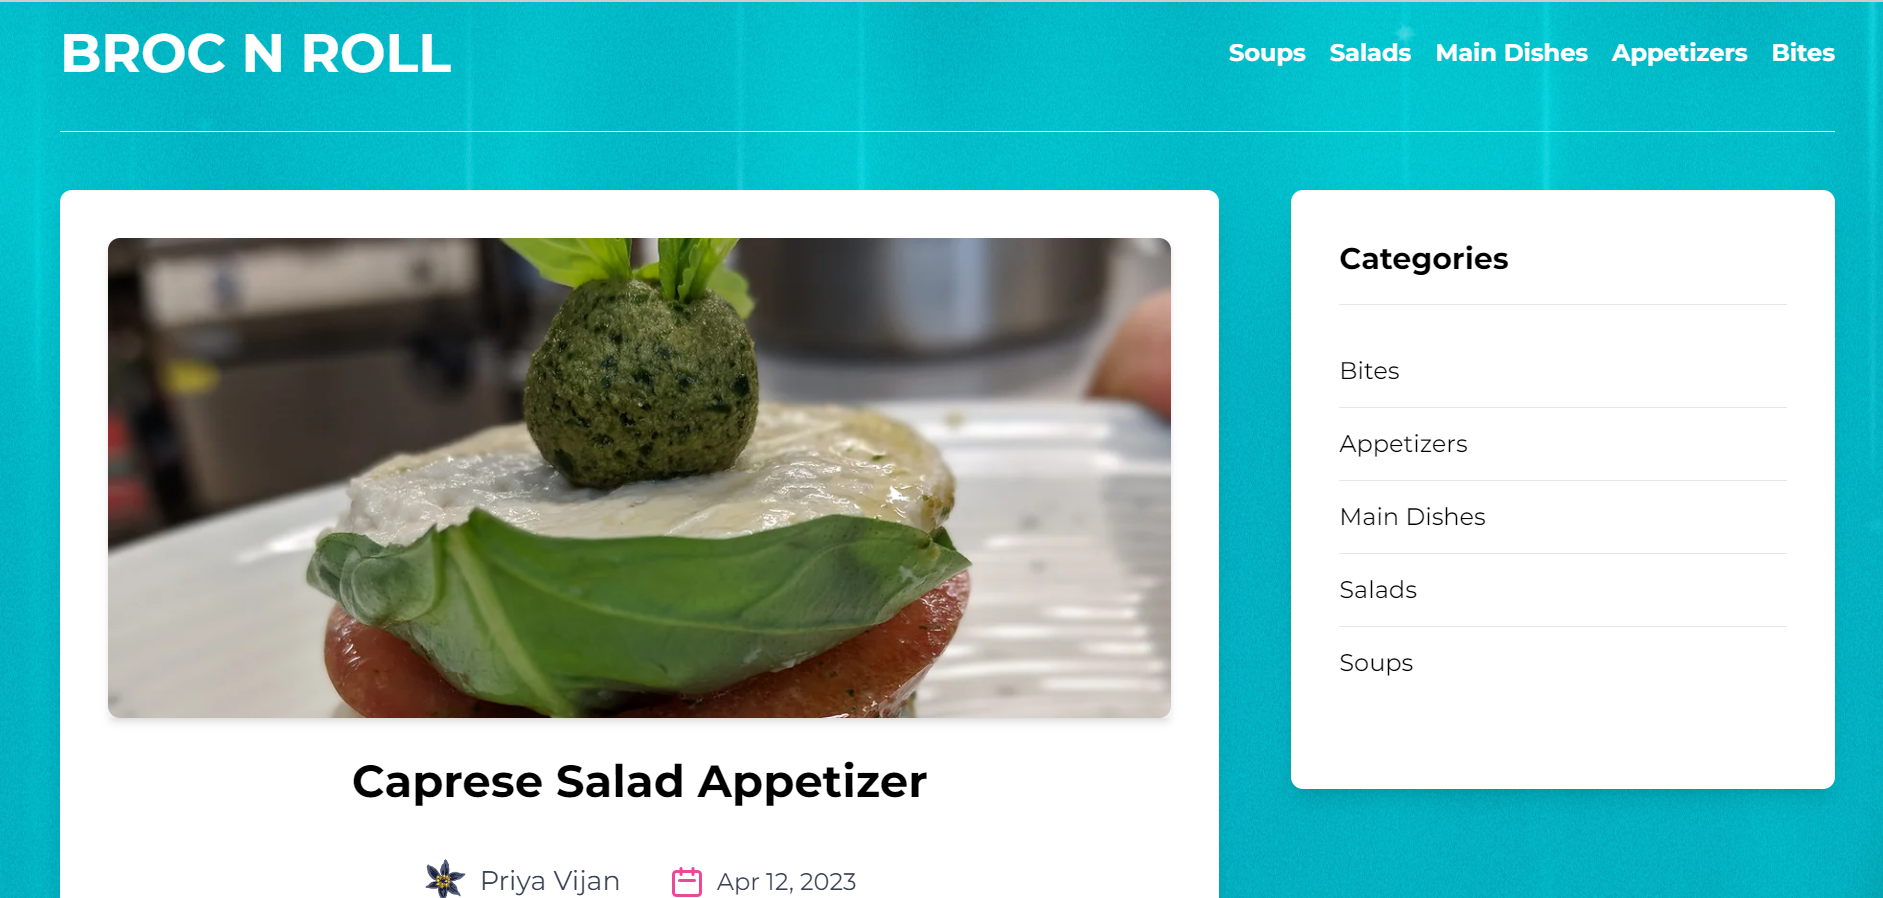 BROC N ROLL
Soups Salads Main Dishes Appetizers Bites
Caprese Salad Appetizer
Priya Vijan Apr 12, 2023
Categories
Bites
Appetizers
Main Dishes
Salads
Soups